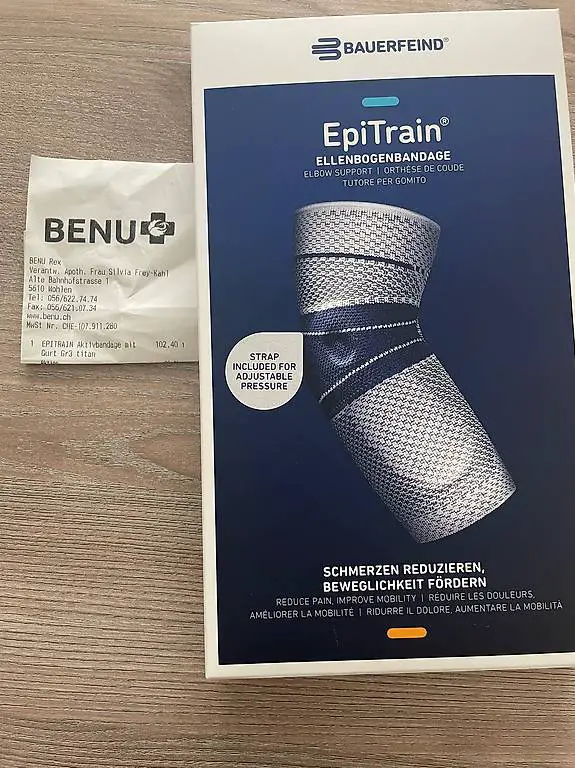 BAUERFEIND®
EpiTrain®
ELLENBOGENBANDAGE
ELBOW SUPPORT | ORTHÈSE DE COUDE
TUTORE PER GOMITO
STRAP
INCLUDED FOR
ADJUSTABLE
PRESSURE
SCHMERZEN REDUZIEREN,
BEWEGLICHKEIT FÖRDERN
REDUCE PAIN, IMPROVE MOBILITY | RÉDUIRE LES DOULEURS,
AMÉLIORER LA MOBILITÉ | RIDURRE IL DOLORE, AUMENTARE LA MOBILITÀ
BENU
BENU Rex
Verantw. Apoth. Frau Silvia Frey-Kahl
Alte Bahnhofstrasse 1
5610 Wohlen
Tel: 056/622.74.74
Fax: 056/621.07.34
www.benu.ch
MwSt Nr. CHE-107.911.260
1 EPITRAIN Aktivbandage mit 102,40 1
Gurt Gr3 titan